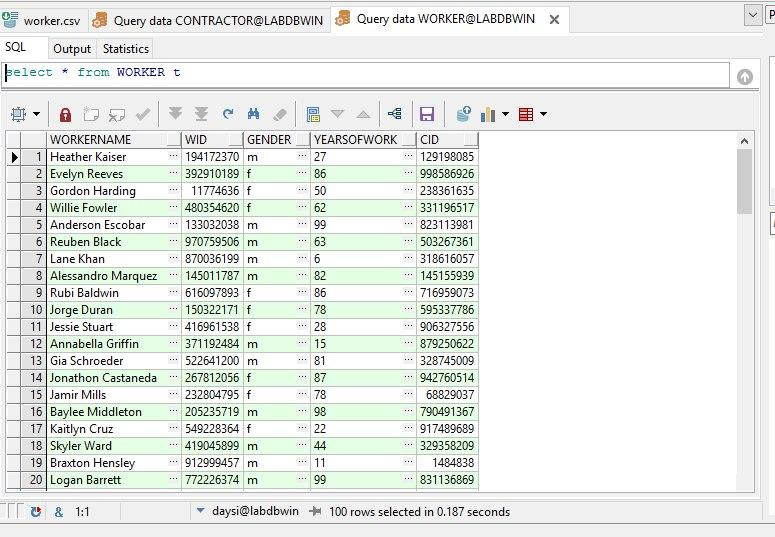 worker.csv Query data CONTRACTOR@LABDBWIN Query data WORKER@LABDBWIN
SQL Output Statistics
select * from WORKER t
WORKERNAME WID GENDER YEARSOFWORK CID
1 Heather Kaiser ... 194172370 m ... 27 ... 129198085
2 Evelyn Reeves ... 392910189 f ... 86 ... 998586926
3 Gordon Harding ... 11774636 f ... 50 ... 238361635
4 Willie Fowler ... 480354620 f ... 62 ... 331196517
5 Anderson Escobar ... 133032038 m ... 99 ... 823113981
6 Reuben Black ... 970759506 m ... 63 ... 503267361
7 Lane Khan ... 870036199 m ... 6 ... 318616057
8 Alessandro Marquez ... 145011787 m ... 82 ... 145155939
9 Rubi Baldwin ... 616097893 f ... 86 ... 716959073
10 Jorge Duran ... 150322171 f ... 78 ... 595337786
11 Jessie Stuart ... 416961538 f ... 28 ... 906327556
12 Annabella Griffin ... 371192484 m ... 15 ... 879250622
13 Gia Schroeder ... 522641200 m ... 81 ... 328745009
14 Jonathon Castaneda ... 267812056 f ... 87 ... 942760514
15 Jamir Mills ... 232804795 f ... 78 ... 68829037
16 Baylee Middleton ... 205235719 m ... 98 ... 790491367
17 Kaitlyn Cruz ... 549228364 f ... 22 ... 917489689
18 Skyler Ward ... 419045899 m ... 44 ... 329358209
19 Braxton Hensley ... 912999457 m ... 11 ... 1484838
20 Logan Barrett ... 772226374 m ... 99 ... 831136869
& 1:1 daysi@labdbwin 100 rows selected in 0.187 seconds